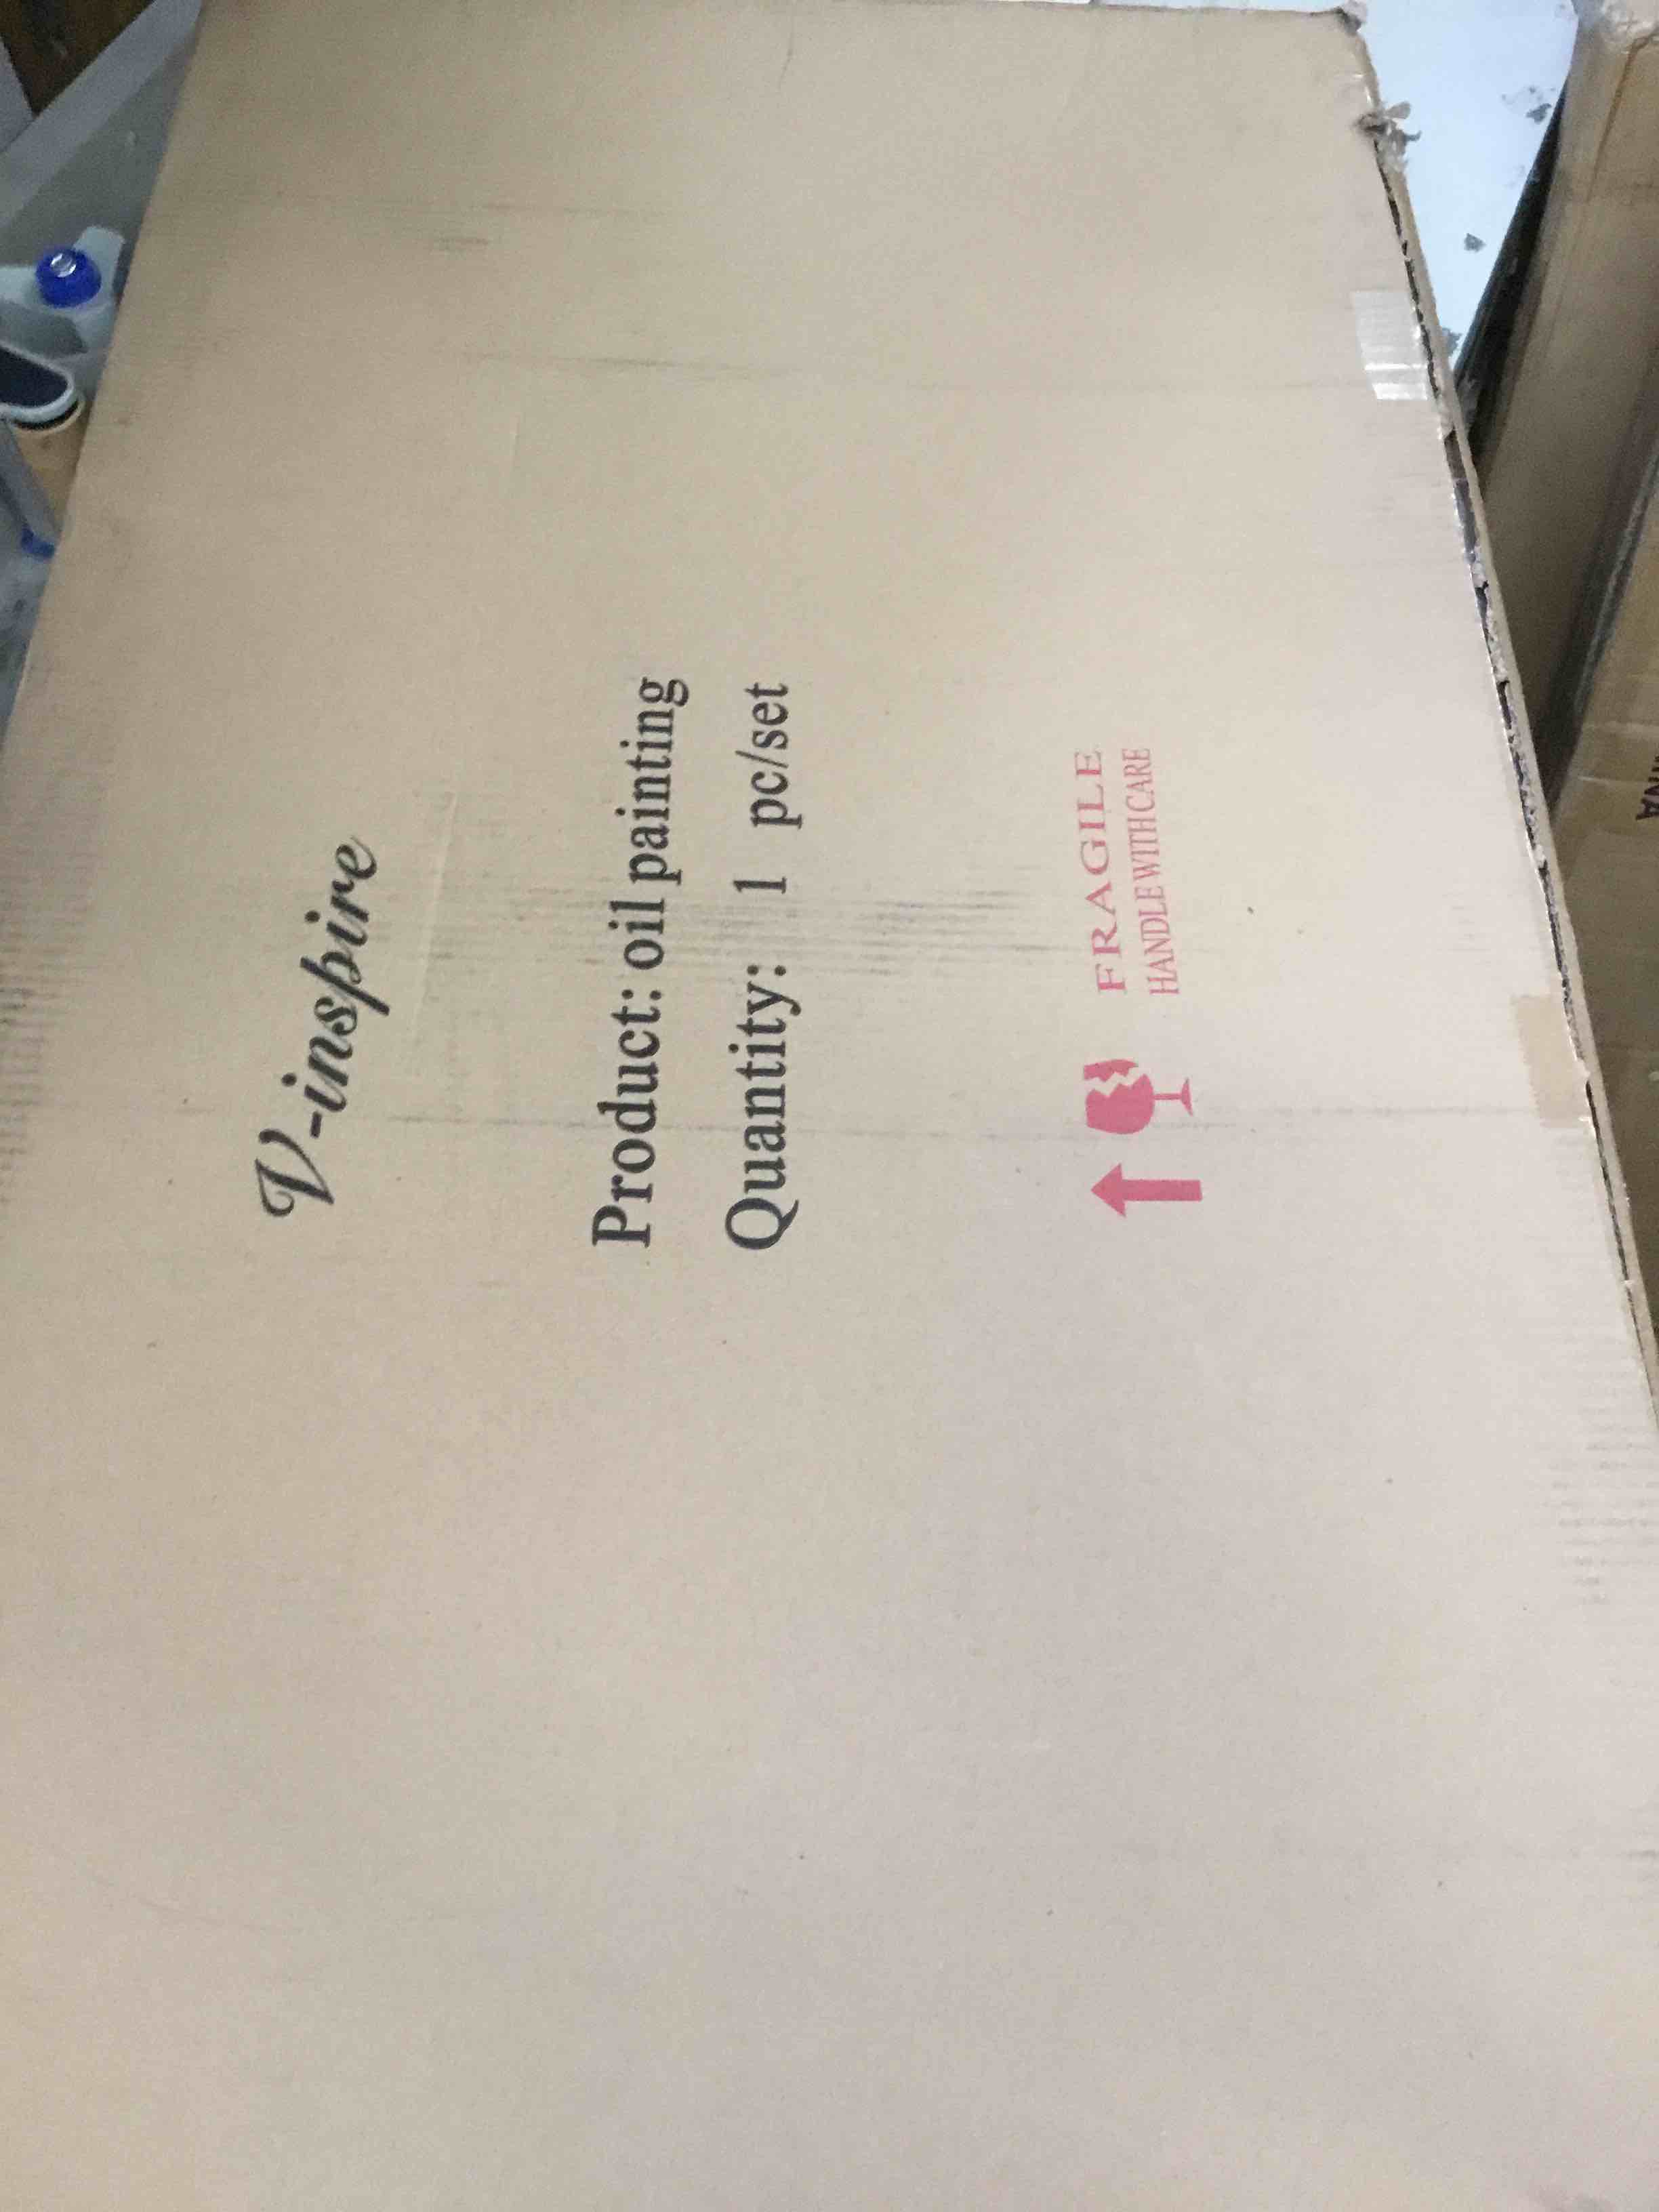 V-inspire
Product: oil painting
Quantity: 1 pc/set
FRAGILE
HANDLE WITH CARE